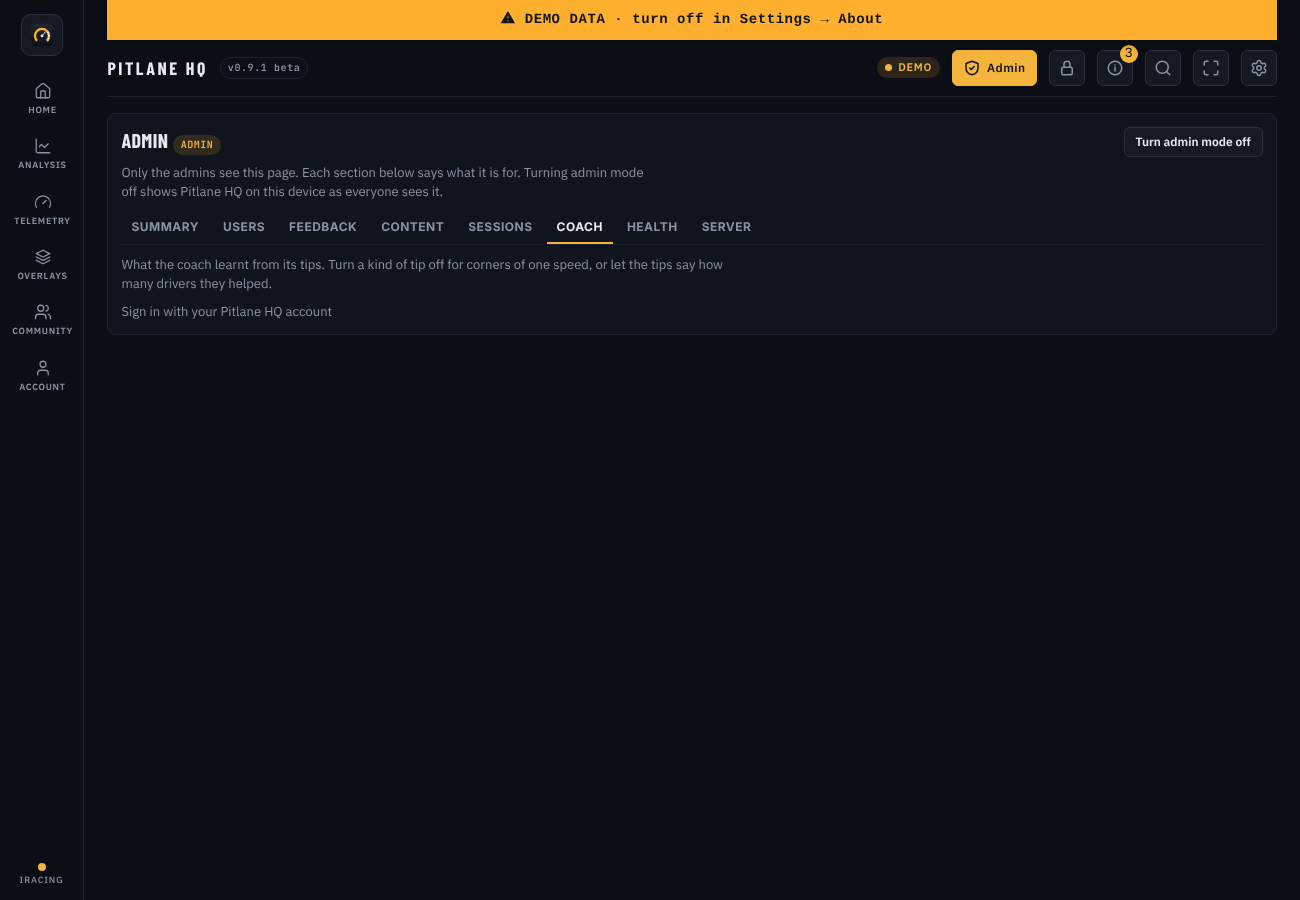 ⚠ DEMO DATA · turn off in Settings → About
PITLANE HQ v0.9.1 beta
DEMO
Admin
3
HOME
ANALYSIS
TELEMETRY
OVERLAYS
COMMUNITY
ACCOUNT
IRACING
ADMIN ADMIN
Turn admin mode off
Only the admins see this page. Each section below says what it is for. Turning admin mode
off shows Pitlane HQ on this device as everyone sees it.
SUMMARY USERS FEEDBACK CONTENT SESSIONS COACH HEALTH SERVER
What the coach learnt from its tips. Turn a kind of tip off for corners of one speed, or let the tips say how
many drivers they helped.
Sign in with your Pitlane HQ account